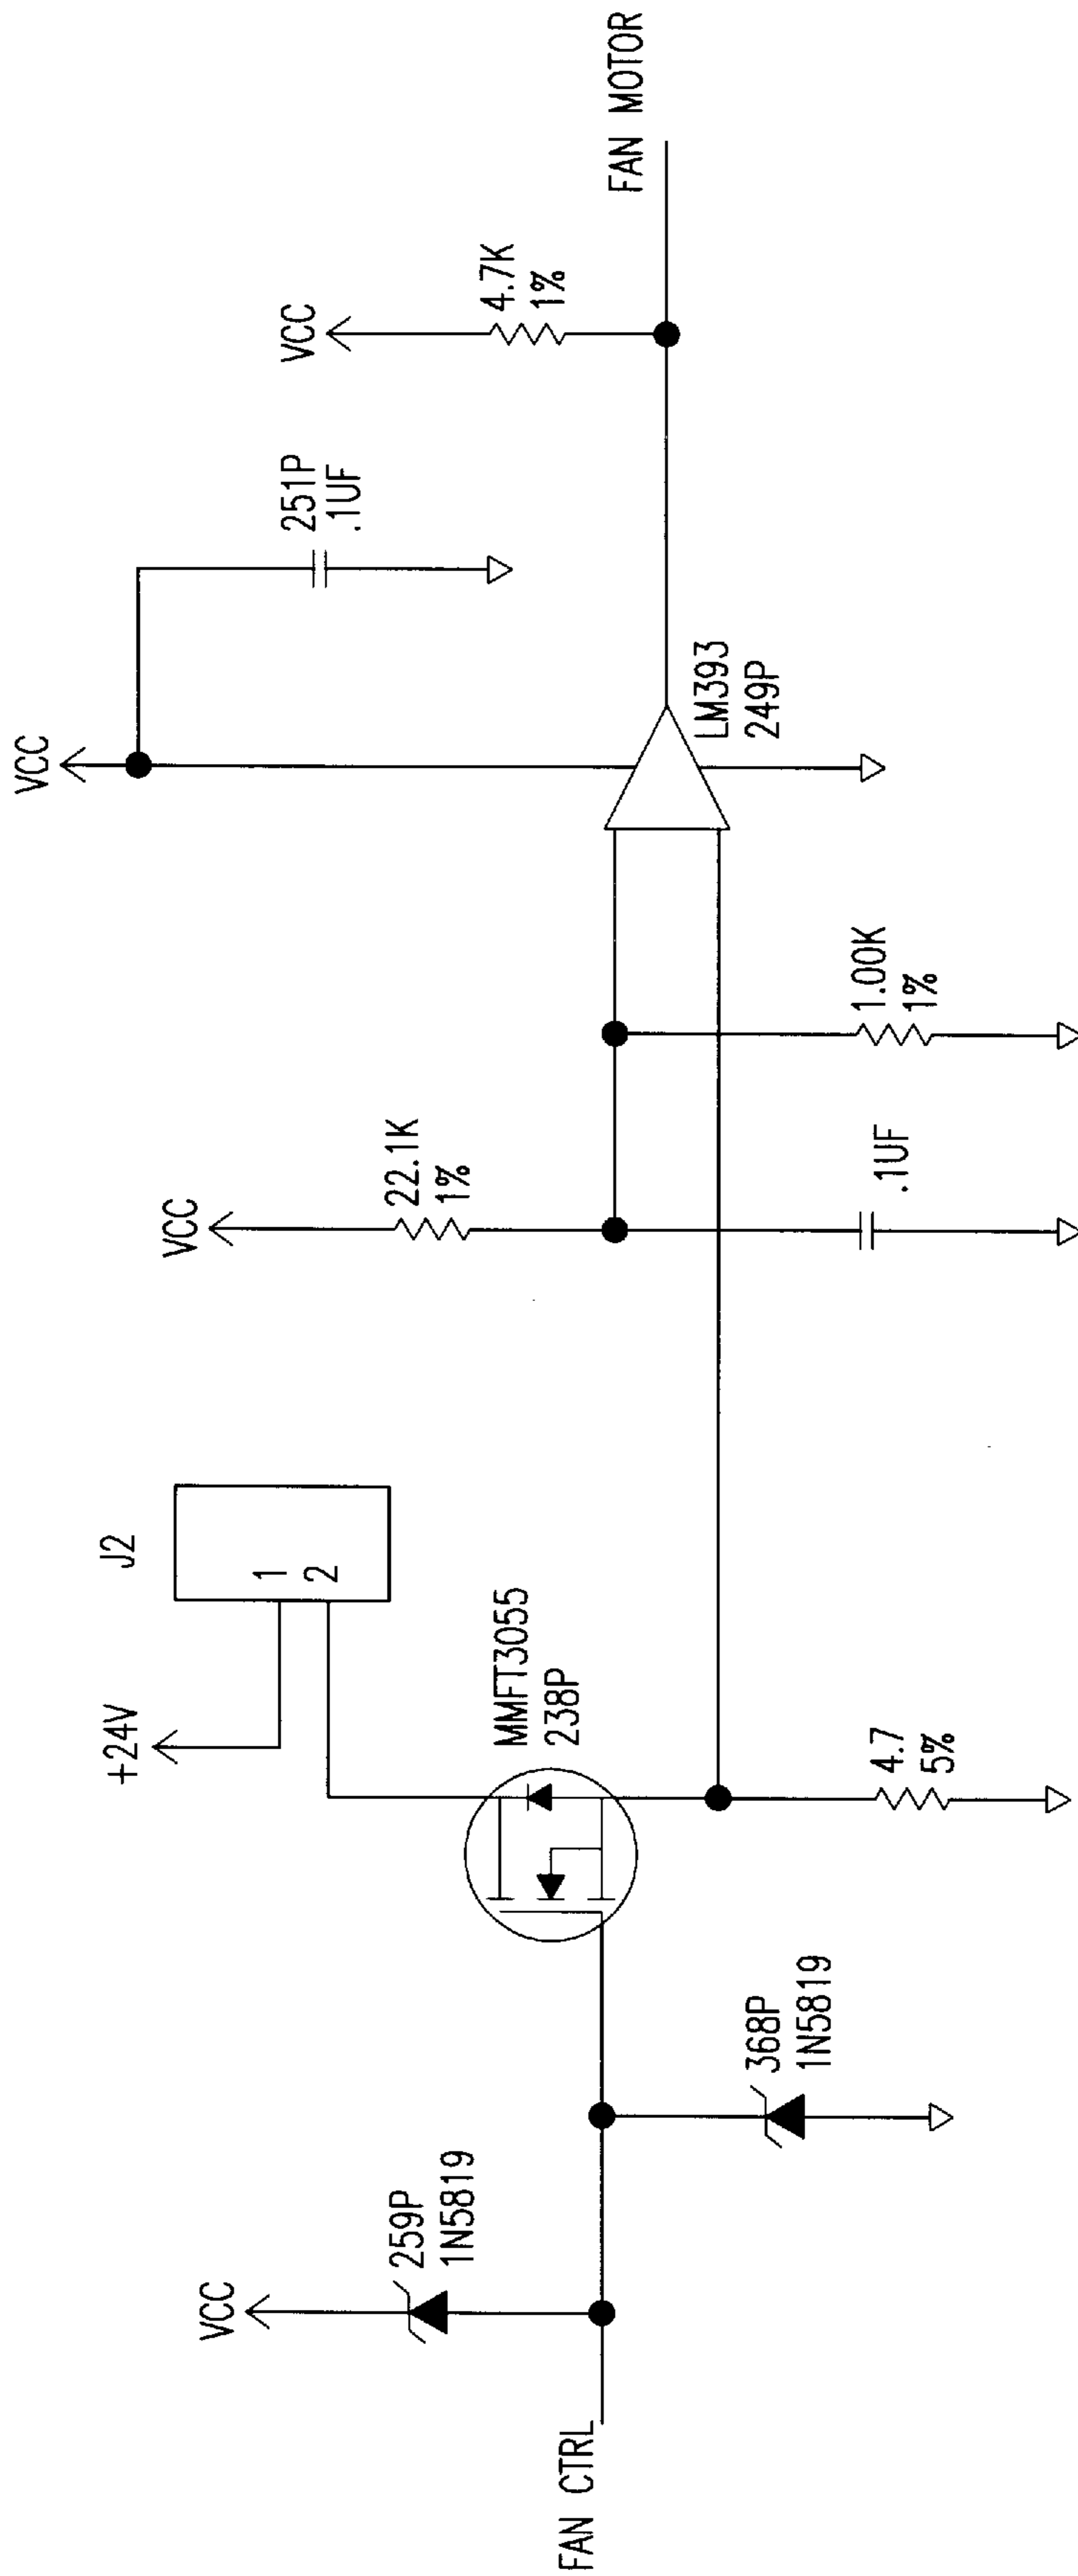 FAN CTRL
VCC
259P
1N5819
368P
1N5819
+24V
J2
1
2
MMFT3055
238P
4.7
5%
VCC
22.1K
1%
.1UF
1.00K
1%
VCC
LM393
249P
251P
.1UF
VCC
4.7K
1%
FAN MOTOR